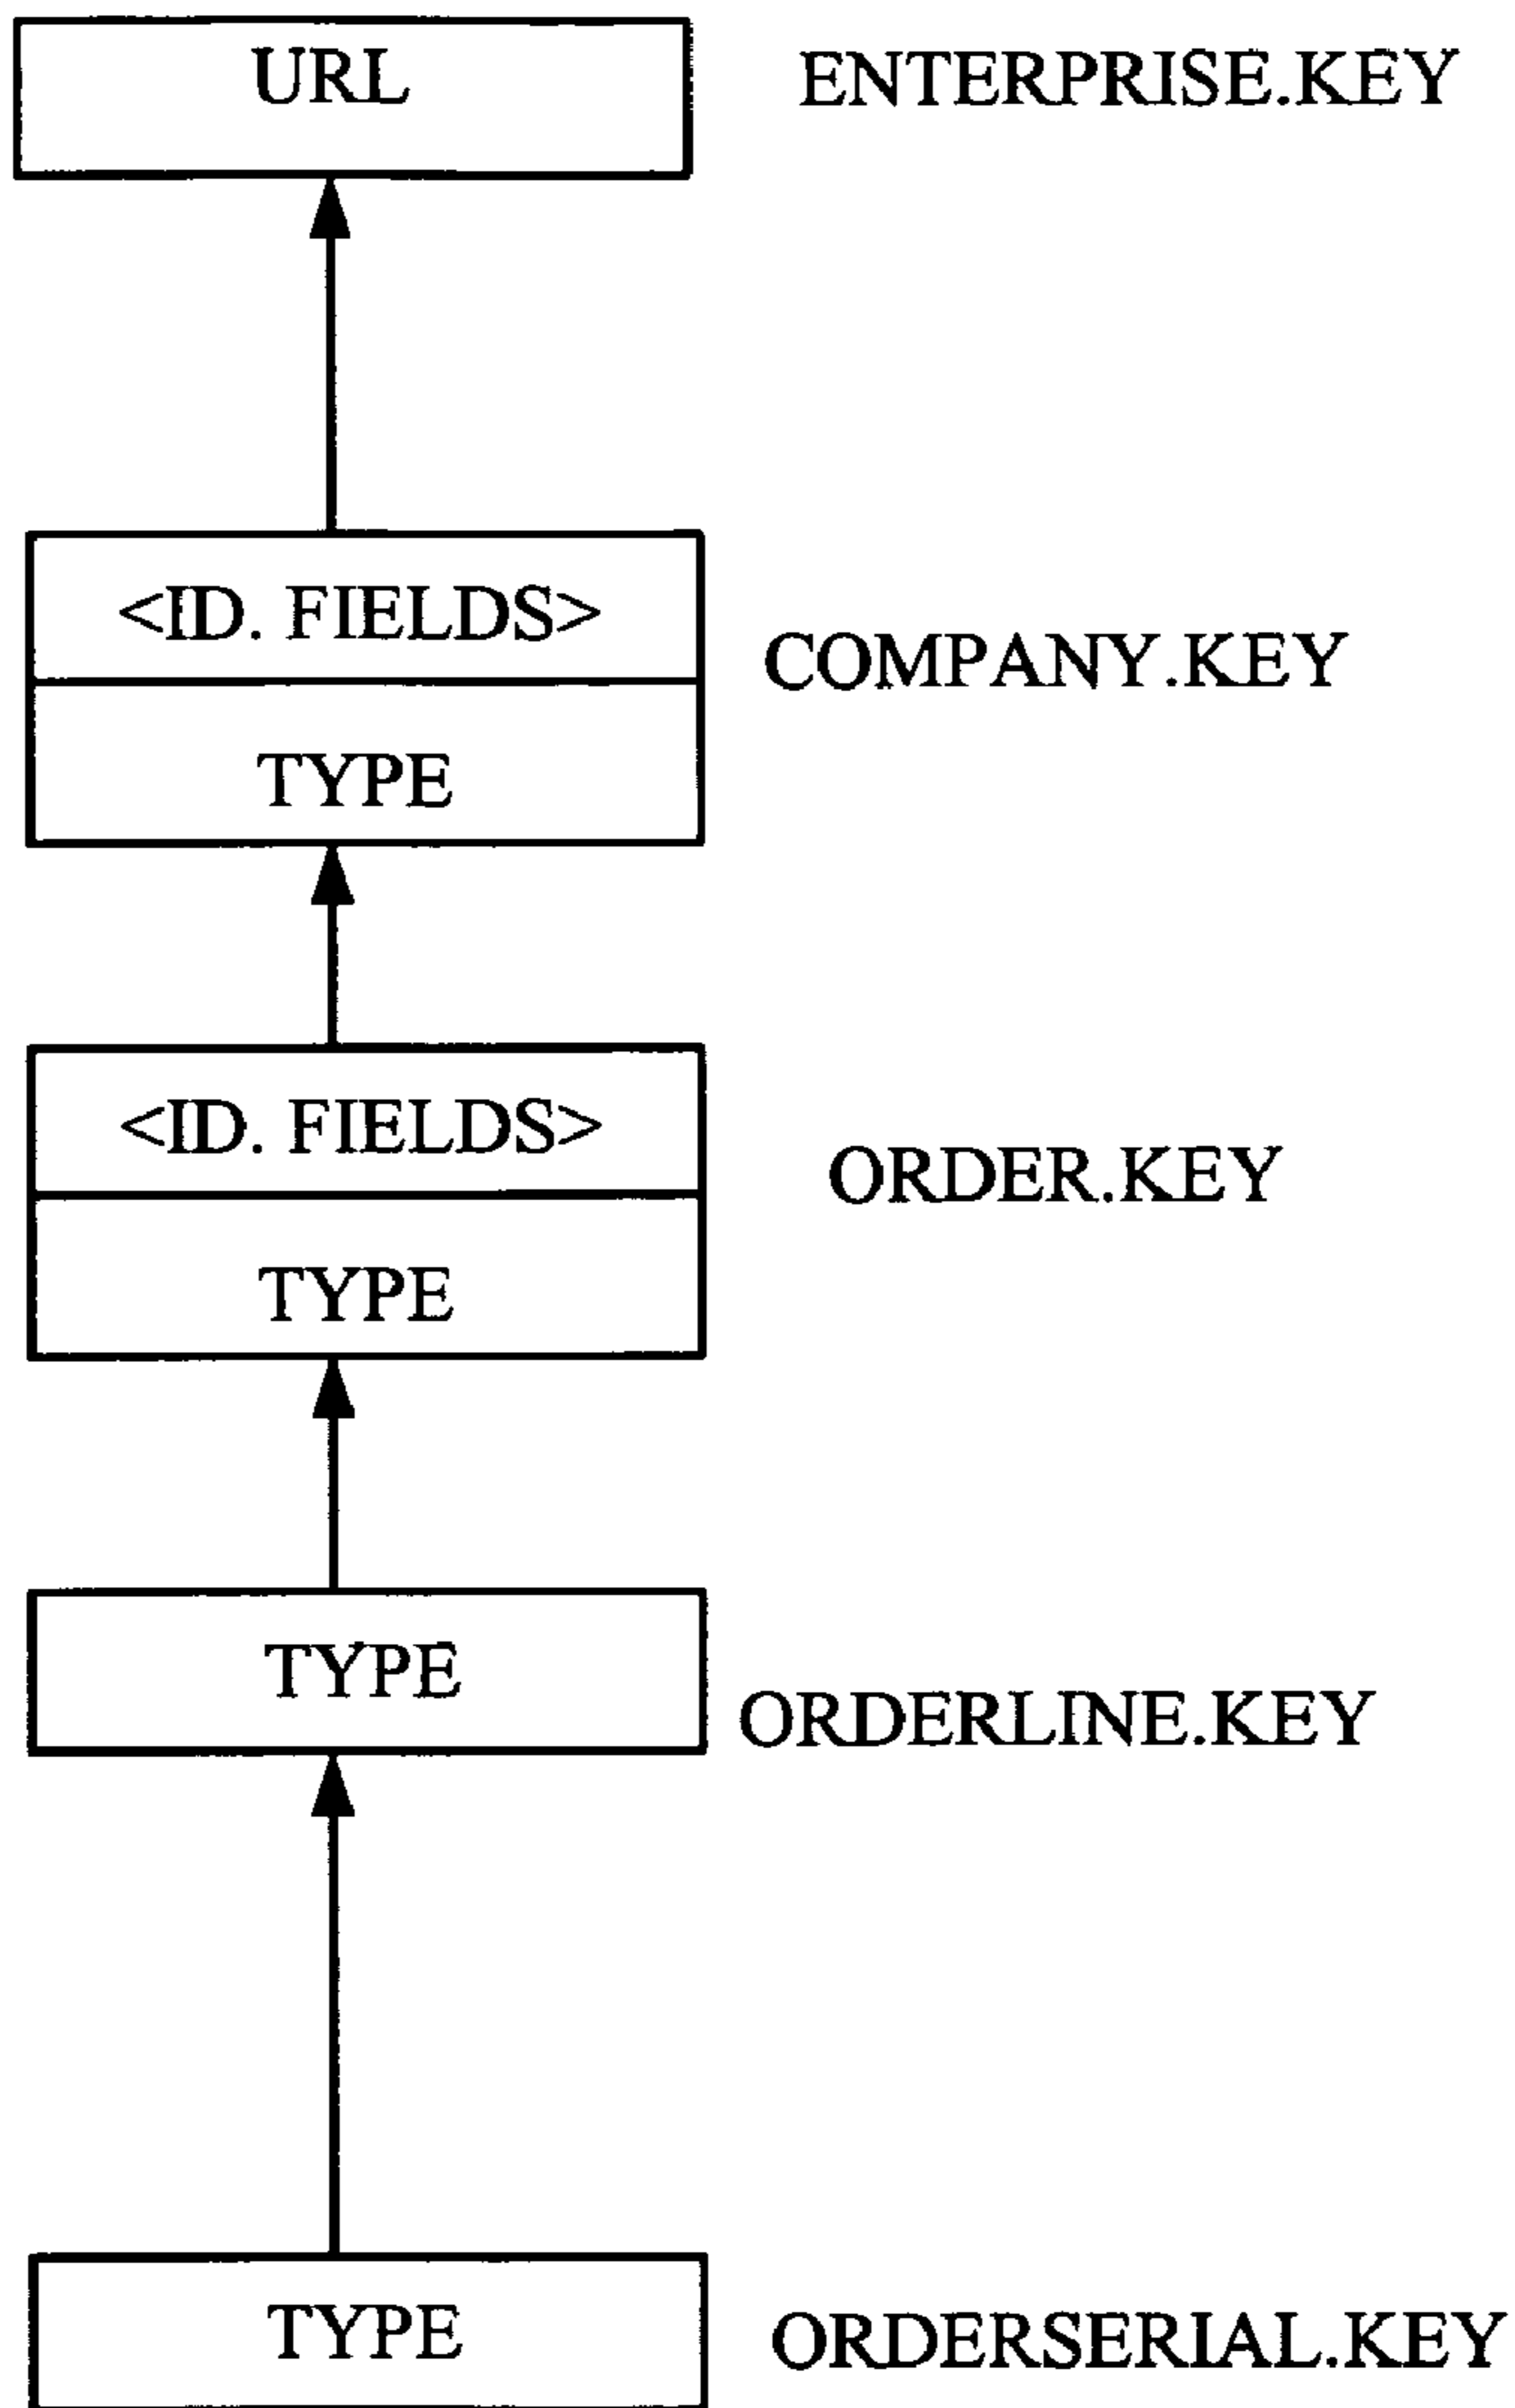 URL ENTERPRISE.KEY
<ID. FIELDS>
COMPANY.KEY
TYPE
<ID. FIELDS>
ORDER.KEY
TYPE
TYPE
ORDERLINE.KEY
TYPE ORDERSERIAL.KEY